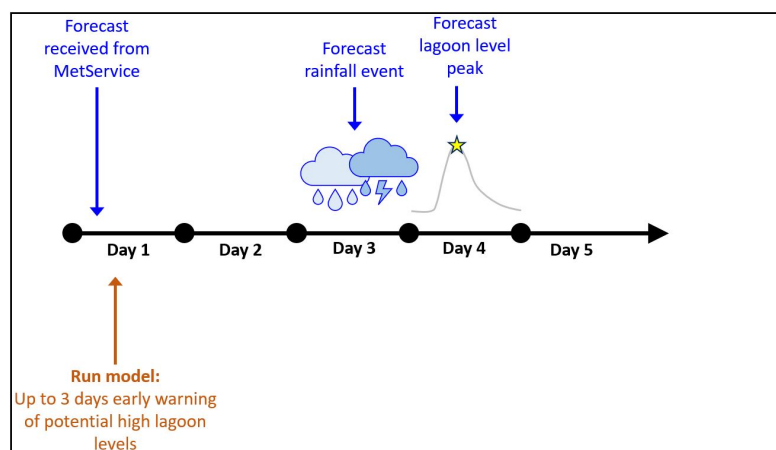 Forecast
received from
MetService
Forecast
rainfall event
Forecast
lagoon level
peak
Day 1
Day 2
Day 3
Day 4
Day 5
Run model:
Up to 3 days early warning
of potential high lagoon
levels